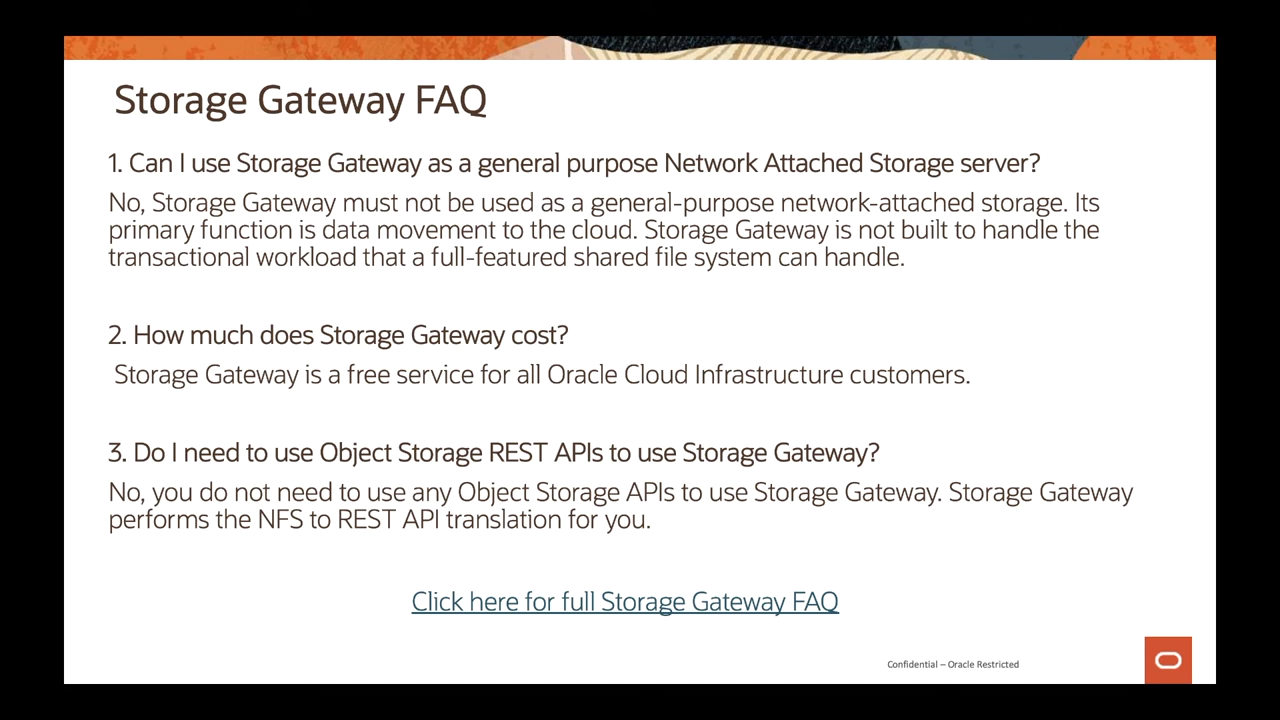 Storage Gateway FAQ
1. Can I use Storage Gateway as a general purpose Network Attached Storage server?
No, Storage Gateway must not be used as a general-purpose network-attached storage. Its
primary function is data movement to the cloud. Storage Gateway is not built to handle the
transactional workload that a full-featured shared file system can handle.
2. How much does Storage Gateway cost?
Storage Gateway is a free service for all Oracle Cloud Infrastructure customers.
3. Do I need to use Object Storage REST APIs to use Storage Gateway?
No, you do not need to use any Object Storage APIs to use Storage Gateway. Storage Gateway
performs the NFS to REST API translation for you.
Click here for full Storage Gateway FAQ
Confidential – Oracle Restricted